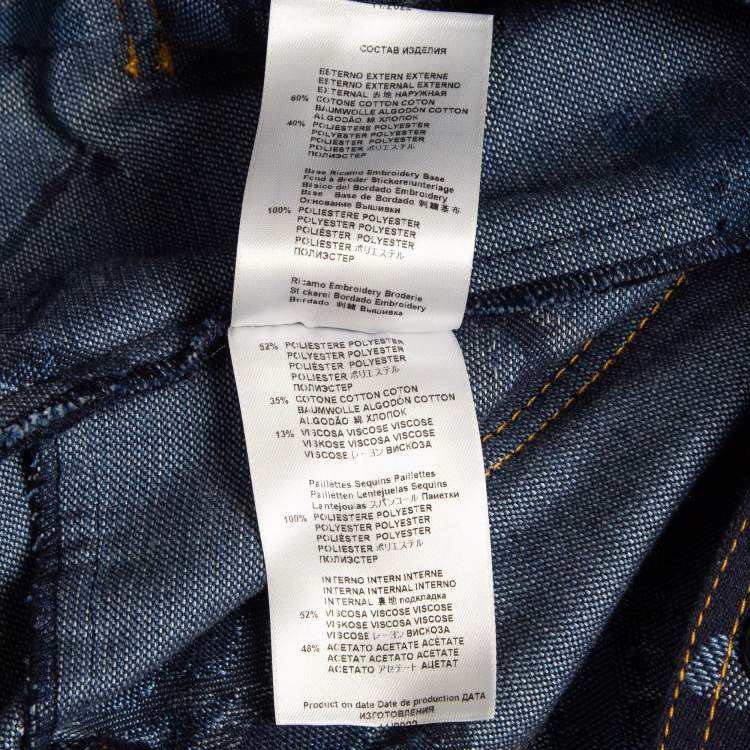 /2022
СОСТАВ ИЗДЕЛИЯ
ESTERNO EXTERN EXTERNE
ESTERNO EXTERNAL EXTERNO
EXTERNAL 表地 НАРУЖНАЯ
60% COTONE COTTON COTON
BAUMWOLLE ALGODÓN COTTON
ALGODÃO 綿 ХЛОПОК
40% POLIESTERE POLYESTER
POLYESTER POLYESTER
POLIÉSTER POLYESTER
POLIÉSTER ポリエステル
ПОЛИЭСТЕР
Base Ricamo Embroidery Base
Fond à Broder Stickereiunterlage
Básico del Bordado Embroidery
Base Base de Bordado 刺繍基布
Основание Вышивки
100% POLIESTERE POLYESTER
POLYESTER POLYESTER
POLIÉSTER POLYESTER
POLIÉSTER ポリエステル
ПОЛИЭСТЕР
Ricamo Embroidery Broderie
Stickerei Bordado Embroidery
Bordado 刺繍 Вышивка
52% POLIESTERE POLYESTER
POLYESTER POLYESTER
POLIÉSTER POLYESTER
POLIÉSTER ポリエステル
ПОЛИЭСТЕР
35% COTONE COTTON COTON
BAUMWOLLE ALGODÓN COTTON
ALGODÃO 綿 ХЛОПОК
13% VISCOSA VISCOSE VISCOSE
VISKOSE VISCOSA VISCOSE
VISCOSE レーヨン ВИСКОЗА
Paillettes Sequins Paillettes
Pailletten Lentejuelas Sequins
Lantejoulas スパンコール Пайетки
100% POLIESTERE POLYESTER
POLYESTER POLYESTER
POLIÉSTER POLYESTER
POLIÉSTER ポリエステル
ПОЛИЭСТЕР
INTERNO INTERN INTERNE
INTERNA INTERNAL INTERNO
INTERNAL 裏地 подкладка
52% VISCOSA VISCOSE VISCOSE
VISKOSE VISCOSA VISCOSE
VISCOSE レーヨン ВИСКОЗА
48% ACETATO ACETATE ACÉTATE
ACETAT ACETATO ACETATE
ACETATO アセテート АЦЕТАТ
Product on date Date de production ДАТА
ИЗГОТОВЛЕНИЯ
11/2022